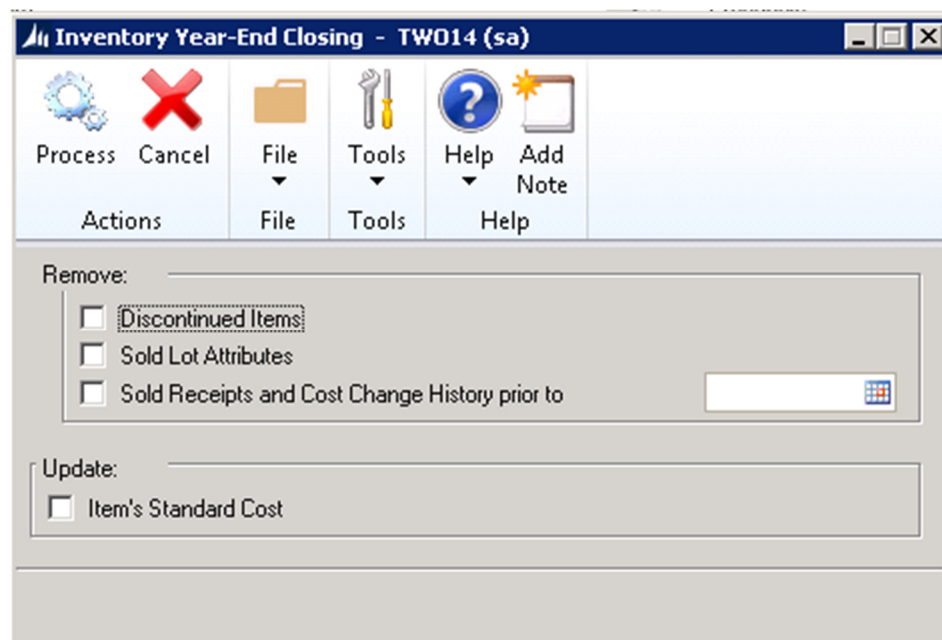 Inventory Year-End Closing - TWO14 (sa)
Process Cancel File Tools Help Add Note
Actions File Tools Help
Remove:
Discontinued Items
Sold Lot Attributes
Sold Receipts and Cost Change History prior to
Update:
Item's Standard Cost